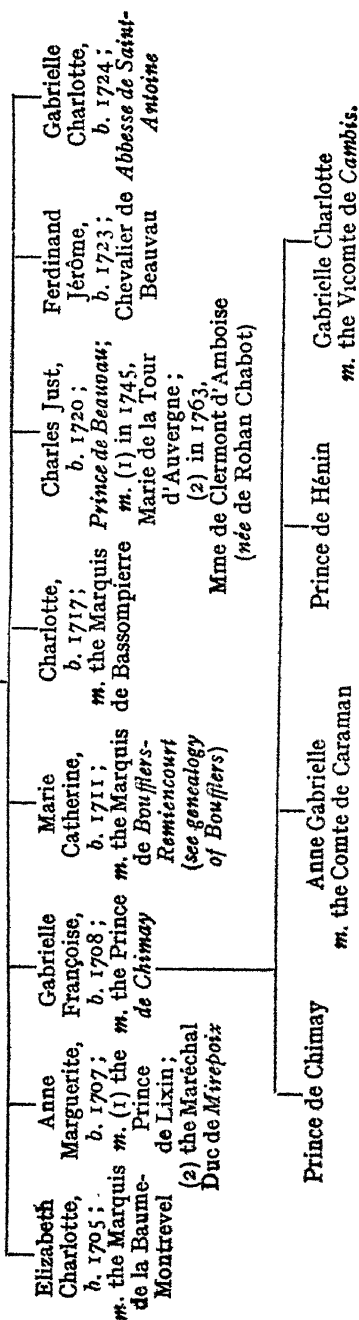 Elizabeth
Charlotte,
b. 1705;
m. the Marquis
de la Baume-
Montrevel
Anne
Marguerite,
b. 1707;
m. (1) the
Prince
de Lixin;
(2) the Maréchal
Duc de Mirepoix
Gabrielle
Françoise,
b. 1708;
m. the Prince
de Chimay
Marie
Catherine,
b. 1711;
m. the Marquis
de Boufflers-
Remiencourt
(see genealogy
of Boufflers)
Charlotte,
b. 1717;
m. the Marquis
de Bassompierre
Charles Just,
b. 1720;
Prince de Beauvau;
m. (1) in 1745,
Marie de la Tour
d'Auvergne;
(2) in 1763,
Mme de Clermont d'Amboise
(née de Rohan Chabot)
Ferdinand
Jérôme,
b. 1723;
Chevalier de
Beauvau
Gabrielle
Charlotte,
b. 1724;
Abbesse de Saint-
Antoine
Prince de Chimay
Anne Gabrielle
m. the Comte de Caraman
Prince de Hénin
Gabrielle Charlotte
m. the Vicomte de Cambis.